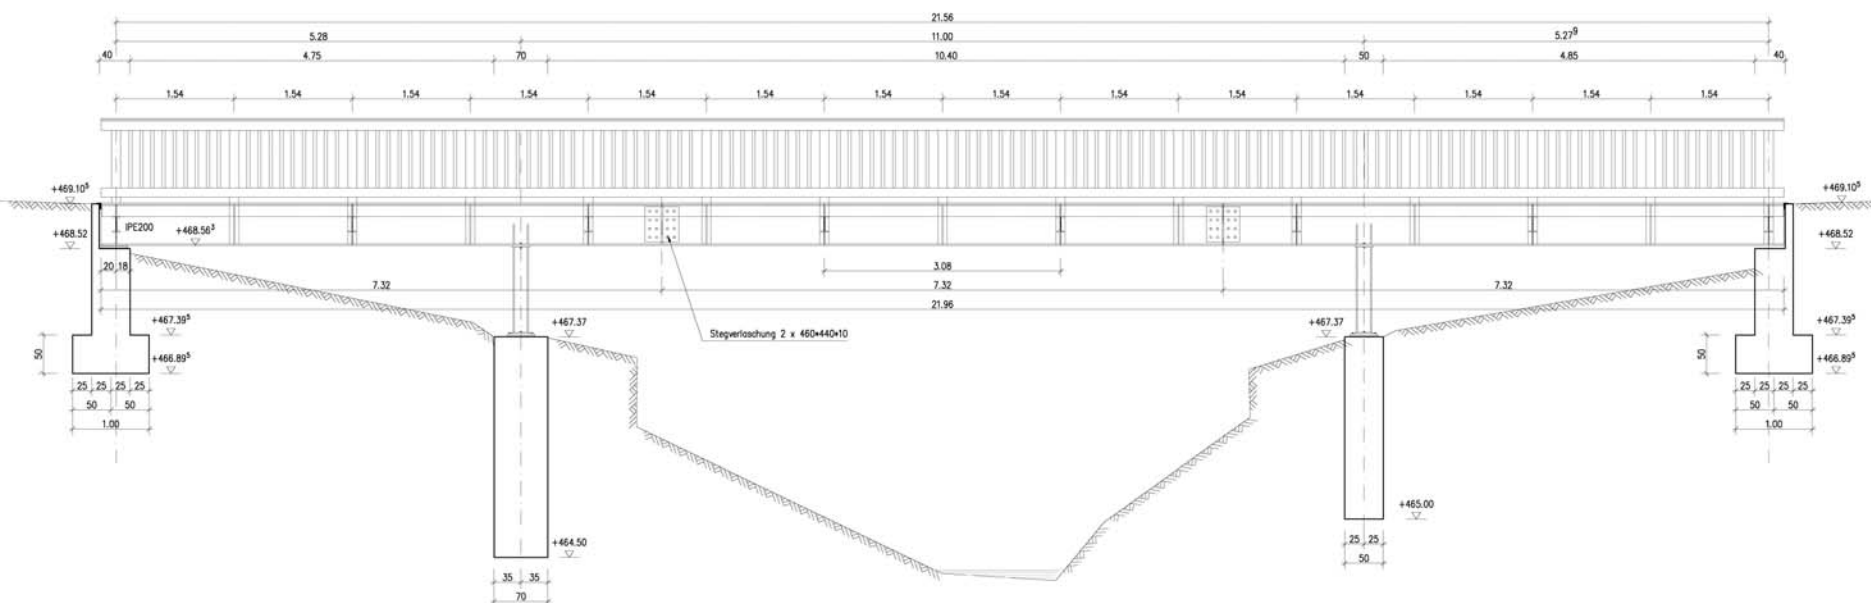 21.56
5.28 11.00 5.27⁹
40 4.75 70 10.40 50 4.85 40
1.54 1.54 1.54 1.54 1.54 1.54 1.54 1.54 1.54 1.54 1.54 1.54 1.54 1.54
+469.10⁵ +469.10⁵
IPE200 +468.56³
+468.52 +468.52
20 18 3.08
7.32 7.32 7.32
21.96
+467.39⁵ +467.37 +467.37 +467.39⁵
Stegverlaschung 2 x 460*440*10
50 +466.89⁵ 50 +466.89⁵
25 25 25 25 25 25 25 25
50 50 50 50
1.00 1.00
+465.00
+464.50
25 25
50
35 35
70